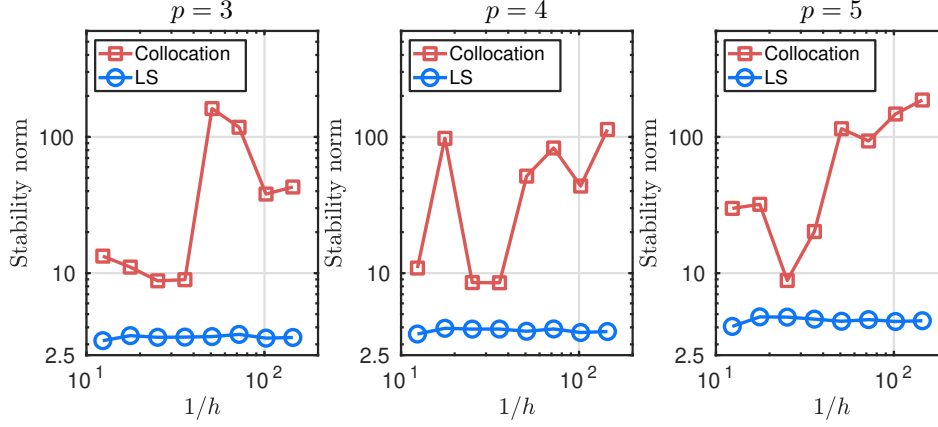 p = 3
Collocation
LS
Stability norm
100
10
2.5
10^1
10^2
1/h
p = 4
Collocation
LS
Stability norm
100
10
2.5
10^1
10^2
1/h
p = 5
Collocation
LS
Stability norm
100
10
2.5
10^1
10^2
1/h